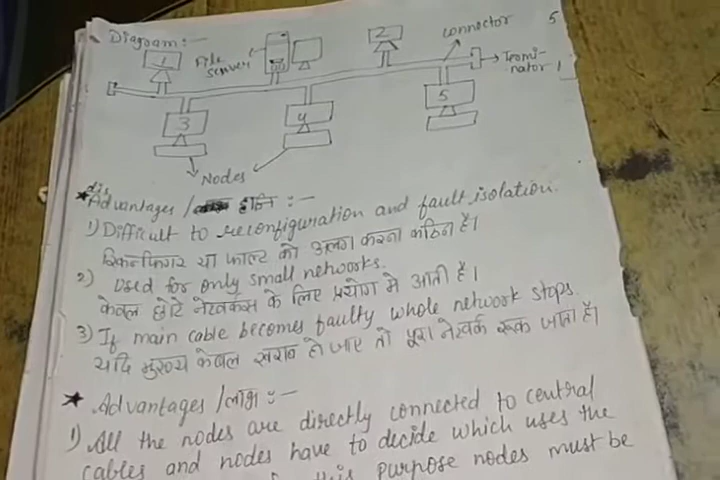 5
Diagram:-
connector
File
server
Termi-
nator
1
2
3
4
5
Nodes
* disAdvantages / हानि :-
1) Difficult to reconfiguration and fault isolation.
रिकन्फिगर या फाल्ट को अलग करना कठिन है।
2) Used for only small networks.
केवल छोटे नेटवर्कस के लिए प्रयोग मे आती है।
3) If main cable becomes faulty whole network stops.
यदि मुख्य केबल खराब हो जाए तो पूरा नेटवर्क रूक जाता है।
* Advantages / लाभ :-
1) All the nodes are directly connected to central
cables and nodes have to decide which uses the
this purpose nodes must be